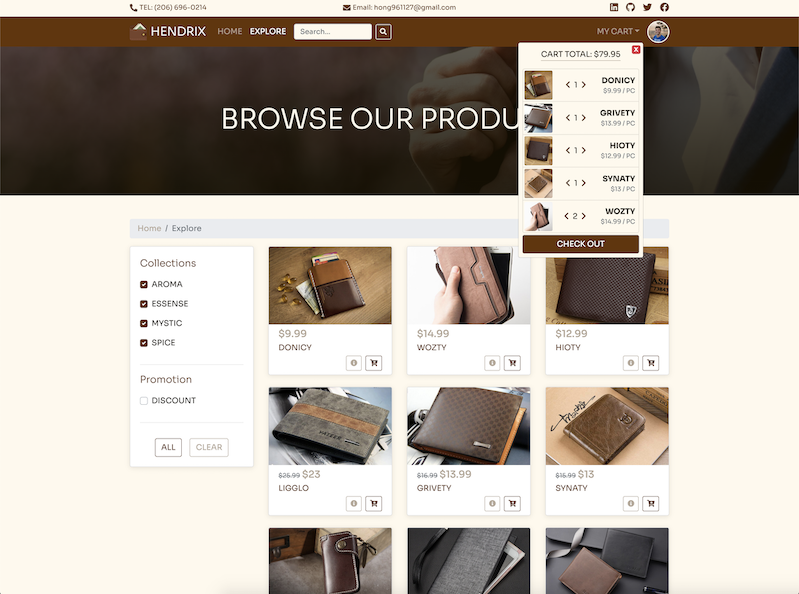 TEL: (206) 696-0214
Email: hong961127@gmail.com
HENDRIX HOME EXPLORE Search... MY CART
CART TOTAL: $79.95
1 DONICY
$9.99 / PC
1 GRIVETY
$13.99 / PC
1 HIOTY
$12.99 / PC
1 SYNATY
$13 / PC
2 WOZTY
$14.99 / PC
CHECK OUT
BROWSE OUR PRODU
Home / Explore
Collections
AROMA
ESSENSE
MYSTIC
SPICE
Promotion
DISCOUNT
ALL CLEAR
$9.99
DONICY
$14.99
WOZTY
$12.99
HIOTY
$25.99 $23
LIGGLO
$16.99 $13.99
GRIVETY
$15.99 $13
SYNATY